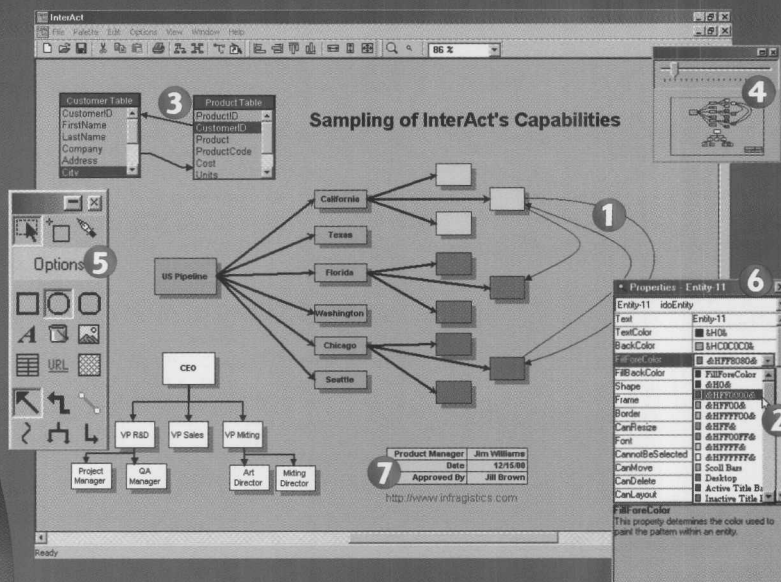 InterAct
File Palette Edit Options View Window Help
86 %
4
Customer Table
CustomerID
FirstName
LastName
Company
Address
City
3
Product Table
ProductID
CustomerID
Product
ProductCode
Cost
Units
Sampling of InterAct's Capabilities
Options
5
US Pipeline
California
Texas
Florida
Washington
Chicago
Seattle
1
A
URL
CEO
VP R&D
VP Sales
VP Mkting
Project Manager
QA Manager
Art Director
Mkting Director
7
Product Manager Jim Williams
Date 12/15/00
Approved By Jill Brown
http://www.infragistics.com
Ready
Properties - Entity-11
6
Entity-11 idoEntity
Text Entity-11
TextColor &H0&
BackColor &HC0C0C0&
FillForeColor &HFF8080&
FillBackColor
Shape
Frame
Border
CanResize
Font
CannotBeSelected
CanMove
CanDelete
CanLayout
FillForeColor
&H0&
&HFF0000&
&HFF00&
&HFFFF00&
&HFF&
&HFF00FF&
&HFFFF&
&HFFFFFF&
Scoll Bars
Desktop
Active Title Ba
Inactive Title
2
FillForeColor
This property determines the color used to
paint the pattern within an entity.